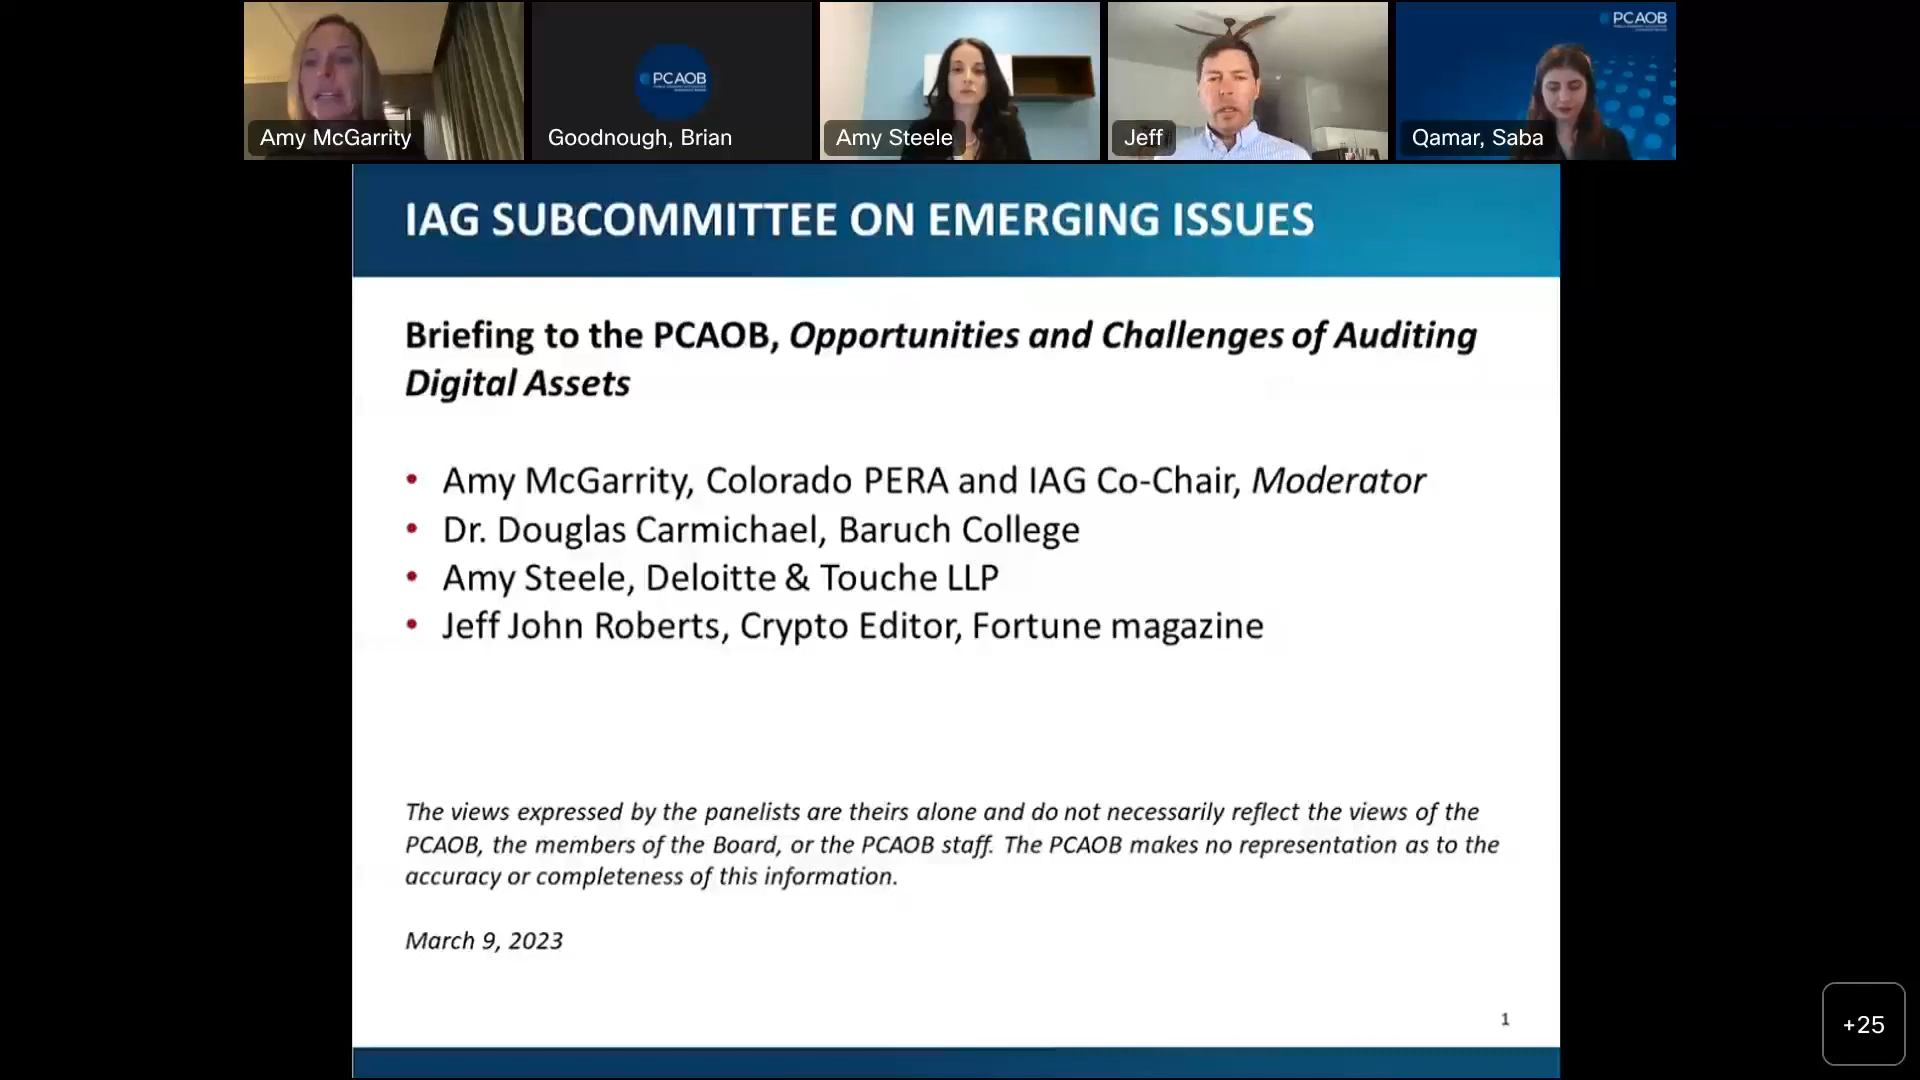 PCAOB
PCAOB
Amy McGarrity
Goodnough, Brian
Amy Steele
Jeff
Qamar, Saba
IAG SUBCOMMITTEE ON EMERGING ISSUES
Briefing to the PCAOB, Opportunities and Challenges of Auditing
Digital Assets
• Amy McGarrity, Colorado PERA and IAG Co-Chair, Moderator
• Dr. Douglas Carmichael, Baruch College
• Amy Steele, Deloitte & Touche LLP
• Jeff John Roberts, Crypto Editor, Fortune magazine
The views expressed by the panelists are theirs alone and do not necessarily reflect the views of the
PCAOB, the members of the Board, or the PCAOB staff. The PCAOB makes no representation as to the
accuracy or completeness of this information.
March 9, 2023
1
+25